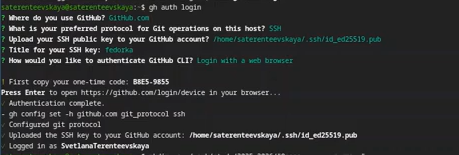 saterenteevskaya@saterenteevskaya:~$ gh auth login
? Where do you use GitHub? GitHub.com
? What is your preferred protocol for Git operations on this host? SSH
? Upload your SSH public key to your GitHub account? /home/saterenteevskaya/.ssh/id_ed25519.pub
? Title for your SSH key: fedorka
? How would you like to authenticate GitHub CLI? Login with a web browser
! First copy your one-time code: B8E5-9855
Press Enter to open https://github.com/login/device in your browser...
✓ Authentication complete.
- gh config set -h github.com git_protocol ssh
✓ Configured git protocol
✓ Uploaded the SSH key to your GitHub account: /home/saterenteevskaya/.ssh/id_ed25519.pub
✓ Logged in as SvetlanaTerenteevskaya